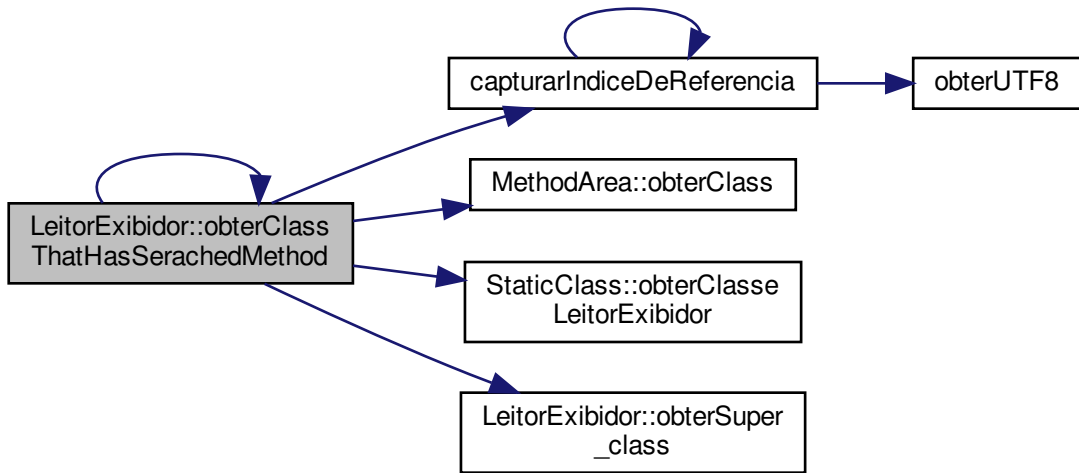 capturarIndiceDeReferencia
obterUTF8
MethodArea::obterClass
LeitorExibidor::obterClass
ThatHasSerachedMethod
StaticClass::obterClasse
LeitorExibidor
LeitorExibidor::obterSuper
_class